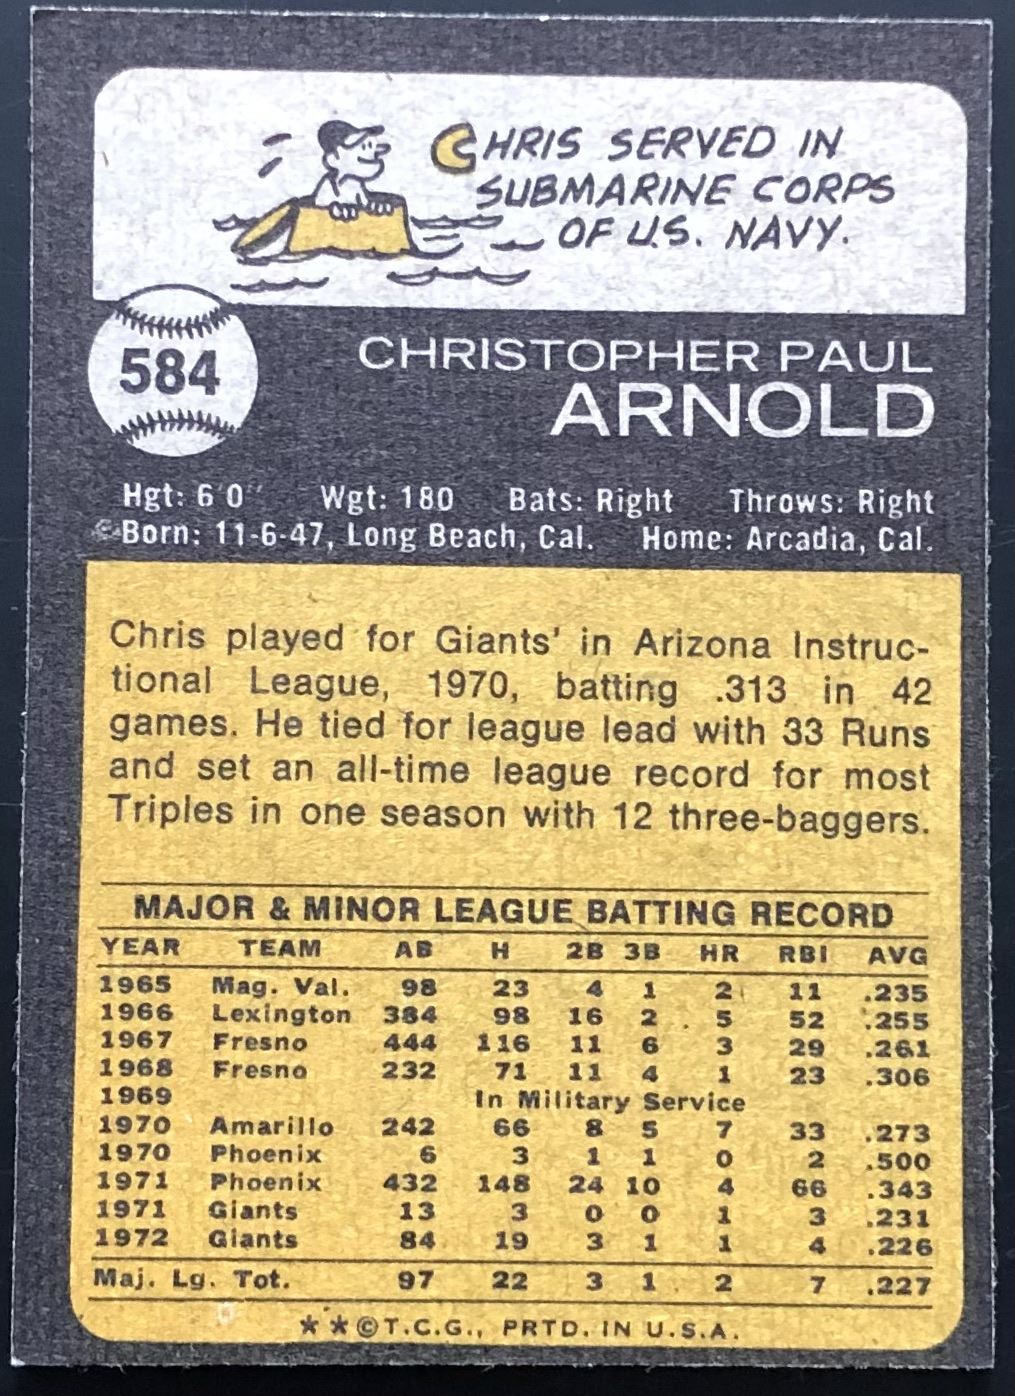 CHRIS SERVED IN
SUBMARINE CORPS
OF U.S. NAVY.
584
CHRISTOPHER PAUL
ARNOLD
Hgt: 6'0" Wgt: 180 Bats: Right Throws: Right
Born: 11-6-47, Long Beach, Cal. Home: Arcadia, Cal.
Chris played for Giants' in Arizona Instruc-
tional League, 1970, batting .313 in 42
games. He tied for league lead with 33 Runs
and set an all-time league record for most
Triples in one season with 12 three-baggers.
MAJOR & MINOR LEAGUE BATTING RECORD
YEAR TEAM AB H 2B 3B HR RBI AVG
1965 Mag. Val. 98 23 4 1 2 11 .235
1966 Lexington 384 98 16 2 5 52 .255
1967 Fresno 444 116 11 6 3 29 .261
1968 Fresno 232 71 11 4 1 23 .306
1969 In Military Service
1970 Amarillo 242 66 8 5 7 33 .273
1970 Phoenix 6 3 1 1 0 2 .500
1971 Phoenix 432 148 24 10 4 66 .343
1971 Giants 13 3 0 0 1 3 .231
1972 Giants 84 19 3 1 1 4 .226
Maj. Lg. Tot. 97 22 3 1 2 7 .227
★★©T.C.G., PRTD. IN U.S.A.